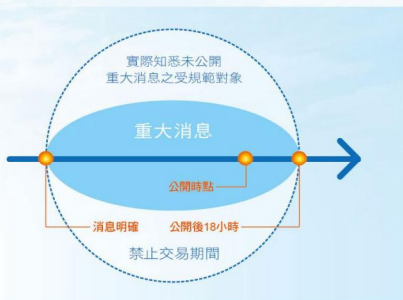 實際知悉未公開
重大消息之受規範對象
重大消息
公開時點
消息明確
公開後18小時
禁止交易期間